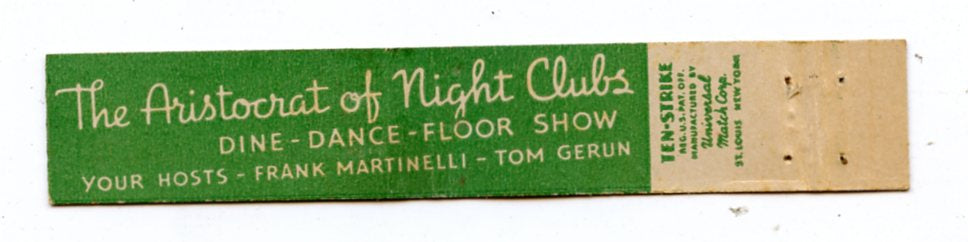 The Aristocrat of Night Clubs
DINE - DANCE - FLOOR SHOW
YOUR HOSTS - FRANK MARTINELLI - TOM GERUN
TEN-STRIKE
REG. U.S. PAT. OFF.
MANUFACTURED BY
Universal
Match Corp.
ST. LOUIS NEW YORK